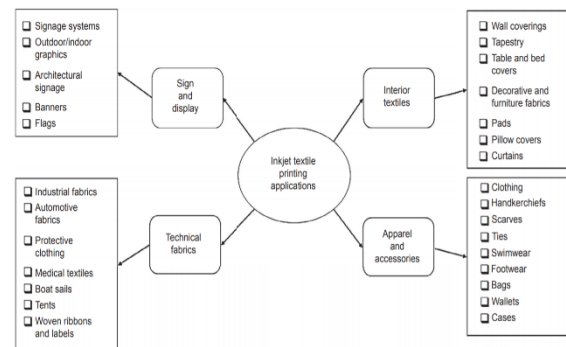 Signage systems
Outdoor/indoor
graphics
Architectural
signage
Banners
Flags
Sign
and
display
Interior
textiles
Wall coverings
Tapestry
Table and bed
covers
Decorative and
furniture fabrics
Pads
Pillow covers
Curtains
Inkjet textile
printing
applications
Industrial fabrics
Automotive
fabrics
Protective
clothing
Medical textiles
Boat sails
Tents
Woven ribbons
and labels
Technical
fabrics
Apparel
and
accessories
Clothing
Handkerchiefs
Scarves
Ties
Swimwear
Footwear
Bags
Wallets
Cases